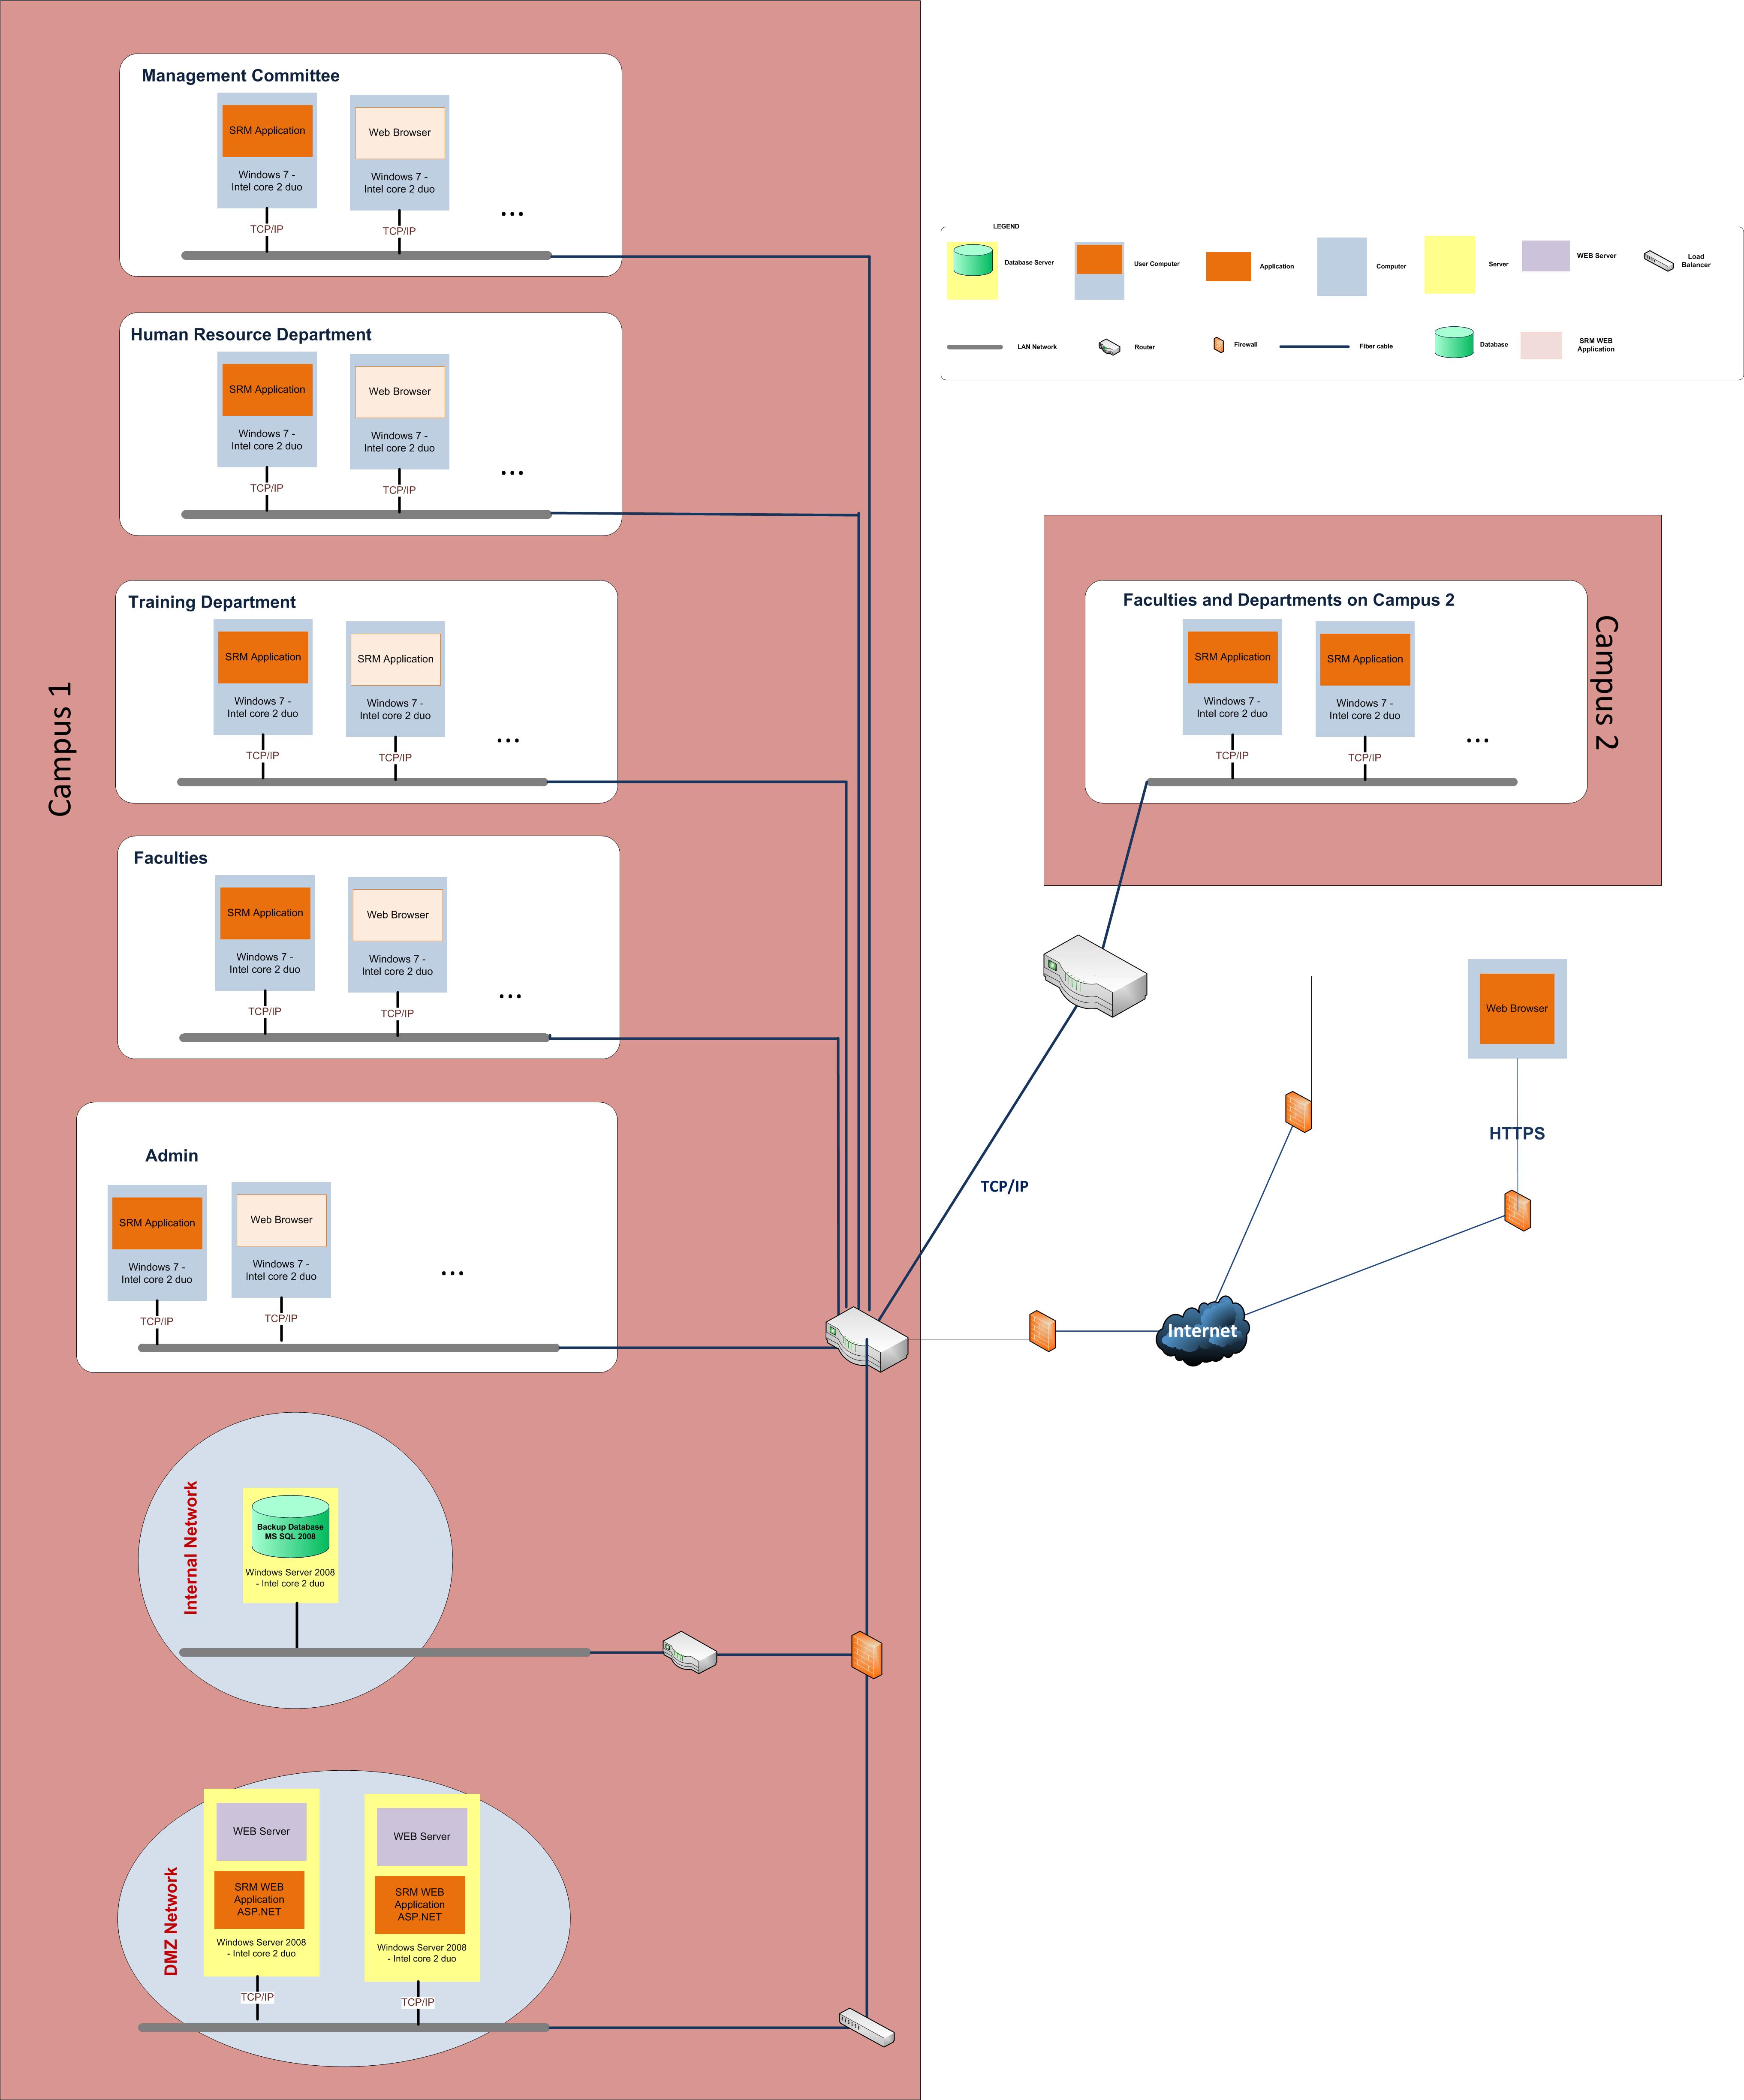 Management Committee
SRM Application
Web Browser
Windows 7 -
Intel core 2 duo
Windows 7 -
Intel core 2 duo
...
TCP/IP
TCP/IP
Human Resource Department
SRM Application
Web Browser
Windows 7 -
Intel core 2 duo
Windows 7 -
Intel core 2 duo
...
TCP/IP
TCP/IP
Campus 1
Training Department
SRM Application
SRM Application
Windows 7 -
Intel core 2 duo
Windows 7 -
Intel core 2 duo
...
TCP/IP
TCP/IP
Faculties
SRM Application
Web Browser
Windows 7 -
Intel core 2 duo
Windows 7 -
Intel core 2 duo
...
TCP/IP
TCP/IP
Admin
SRM Application
Web Browser
Windows 7 -
Intel core 2 duo
Windows 7 -
Intel core 2 duo
...
TCP/IP
TCP/IP
Internal Network
Backup Database
MS SQL 2008
Windows Server 2008
- Intel core 2 duo
DMZ Network
WEB Server
SRM WEB
Application
ASP.NET
Windows Server 2008
- Intel core 2 duo
TCP/IP
WEB Server
SRM WEB
Application
ASP.NET
Windows Server 2008
- Intel core 2 duo
TCP/IP
LEGEND
Database Server
User Computer
Application
Computer
Server
WEB Server
Load
Balancer
LAN Network
Router
Firewall
Fiber cable
Database
SRM WEB
Application
Faculties and Departments on Campus 2
SRM Application
SRM Application
Windows 7 -
Intel core 2 duo
Windows 7 -
Intel core 2 duo
...
TCP/IP
TCP/IP
Campus 2
Web Browser
HTTPS
TCP/IP
Internet